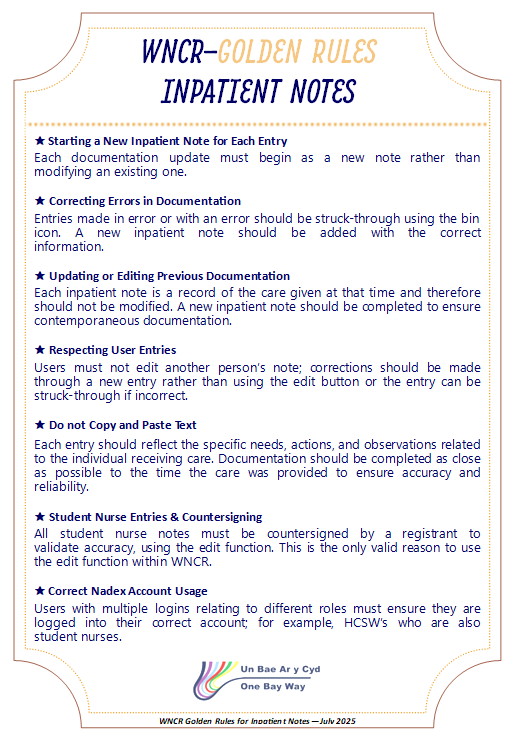 WNCR—GOLDEN RULES
INPATIENT NOTES
★ Starting a New Inpatient Note for Each Entry
Each documentation update must begin as a new note rather than
modifying an existing one.
★ Correcting Errors in Documentation
Entries made in error or with an error should be struck-through using the bin
icon. A new inpatient note should be added with the correct
information.
★ Updating or Editing Previous Documentation
Each inpatient note is a record of the care given at that time and therefore
should not be modified. A new inpatient note should be completed to ensure
contemporaneous documentation.
★ Respecting User Entries
Users must not edit another person's note; corrections should be made
through a new entry rather than using the edit button or the entry can be
struck-through if incorrect.
★ Do not Copy and Paste Text
Each entry should reflect the specific needs, actions, and observations related
to the individual receiving care. Documentation should be completed as close
as possible to the time the care was provided to ensure accuracy and
reliability.
★ Student Nurse Entries & Countersigning
All student nurse notes must be countersigned by a registrant to
validate accuracy, using the edit function. This is the only valid reason to use
the edit function within WNCR.
★ Correct Nadex Account Usage
Users with multiple logins relating to different roles must ensure they are
logged into their correct account; for example, HCSW's who are also
student nurses.
Un Bae Ar y Cyd
One Bay Way
WNCR Golden Rules for Inpatient Notes —July 2025